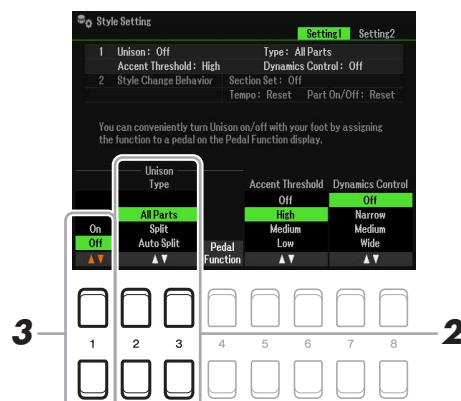 Style Setting
Setting1 Setting2
1 Unison: Off Type: All Parts
Accent Threshold: High Dynamics Control: Off
2 Style Change Behavior Section Set: Off
Tempo: Reset Part On/Off: Reset
You can conveniently turn Unison on/off with your foot by assigning
the function to a pedal on the Pedal Function display.
Unison
Type Accent Threshold Dynamics Control
Off Off
All Parts High Narrow
On Split Medium Medium
Off Auto Split Pedal Low Wide
Function
3 2
1 2 3 4 5 6 7 8